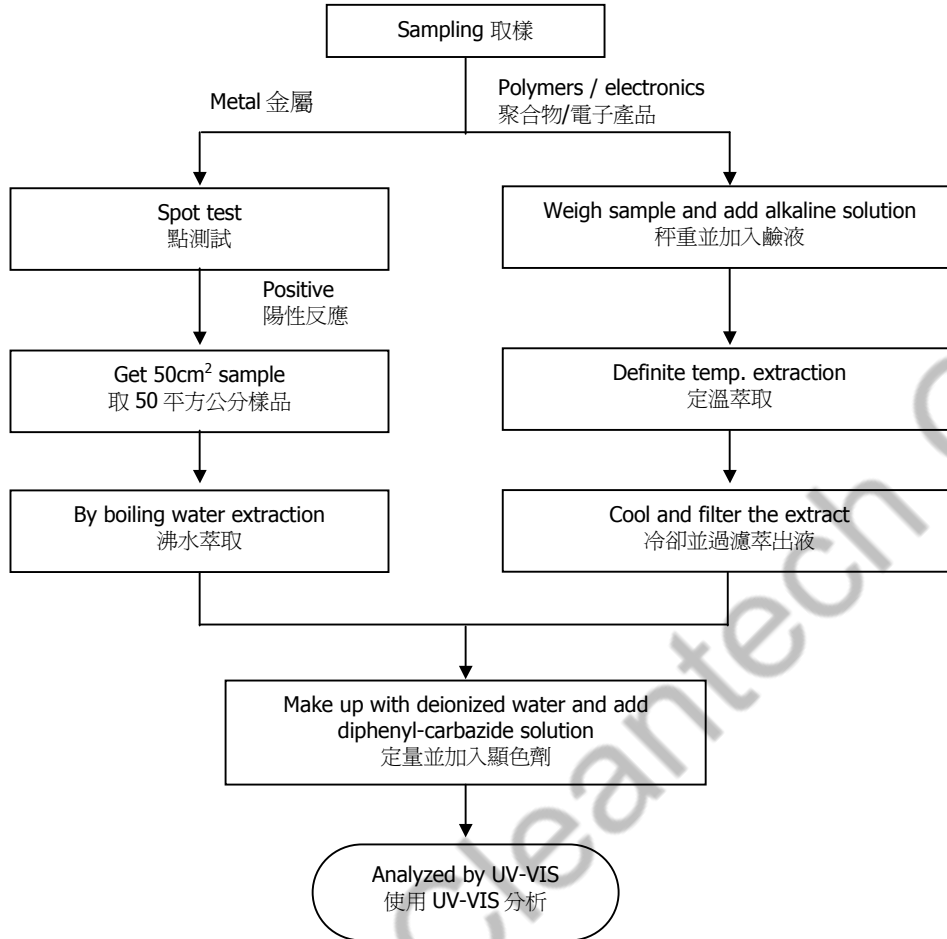 Sampling 取樣
Metal 金屬
Polymers / electronics
聚合物/電子產品
Spot test
點測試
Positive
陽性反應
Get 50cm² sample
取 50 平方公分樣品
By boiling water extraction
沸水萃取
Weigh sample and add alkaline solution
秤重並加入鹼液
Definite temp. extraction
定溫萃取
Cool and filter the extract
冷卻並過濾萃出液
Make up with deionized water and add
diphenyl-carbazide solution
定量並加入顯色劑
Analyzed by UV-VIS
使用 UV-VIS 分析
Cleantech